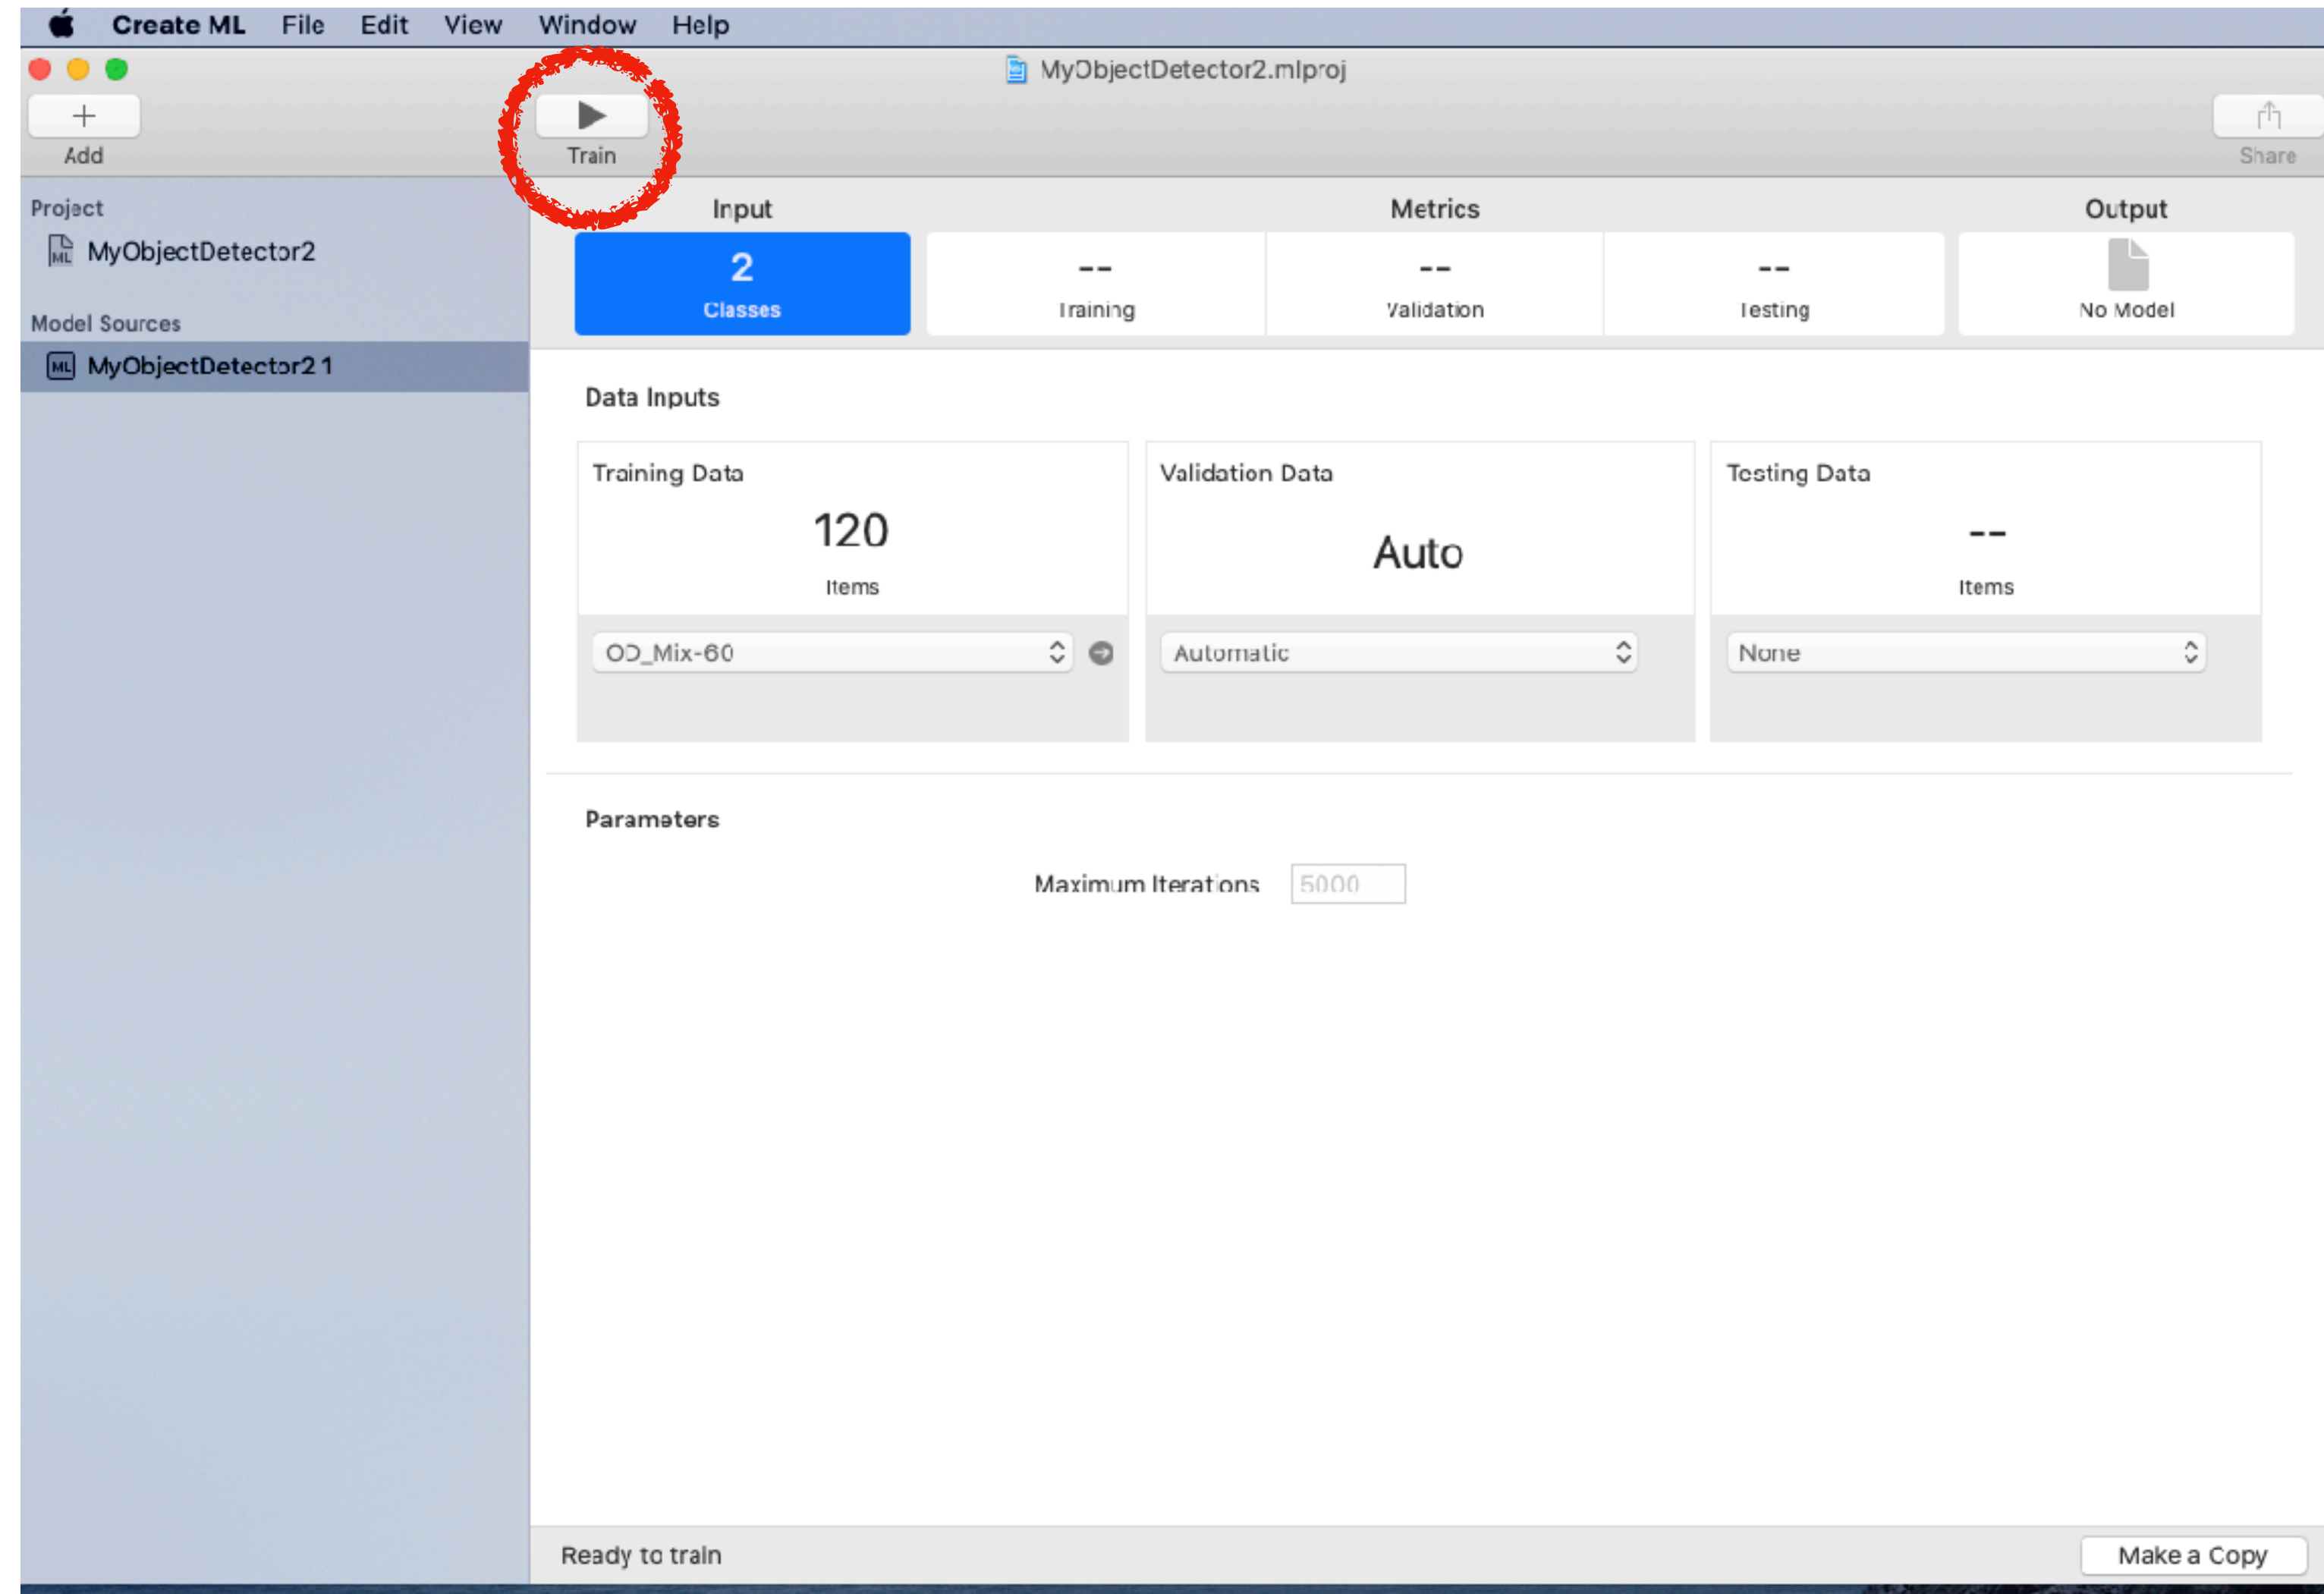 Create ML File Edit View Window Help
MyObjectDetector2.mlproj
Add
Train
Share
Project
MyObjectDetector2
Model Sources
ML MyObjectDetector2 1
Input
Metrics
Output
2
Classes
--
Training
--
Validation
--
Testing
No Model
Data Inputs
Training Data
120
Items
OD_Mix-60
Validation Data
Auto
Automatic
Testing Data
--
Items
None
Parameters
Maximum Iterations 5000
Ready to train
Make a Copy